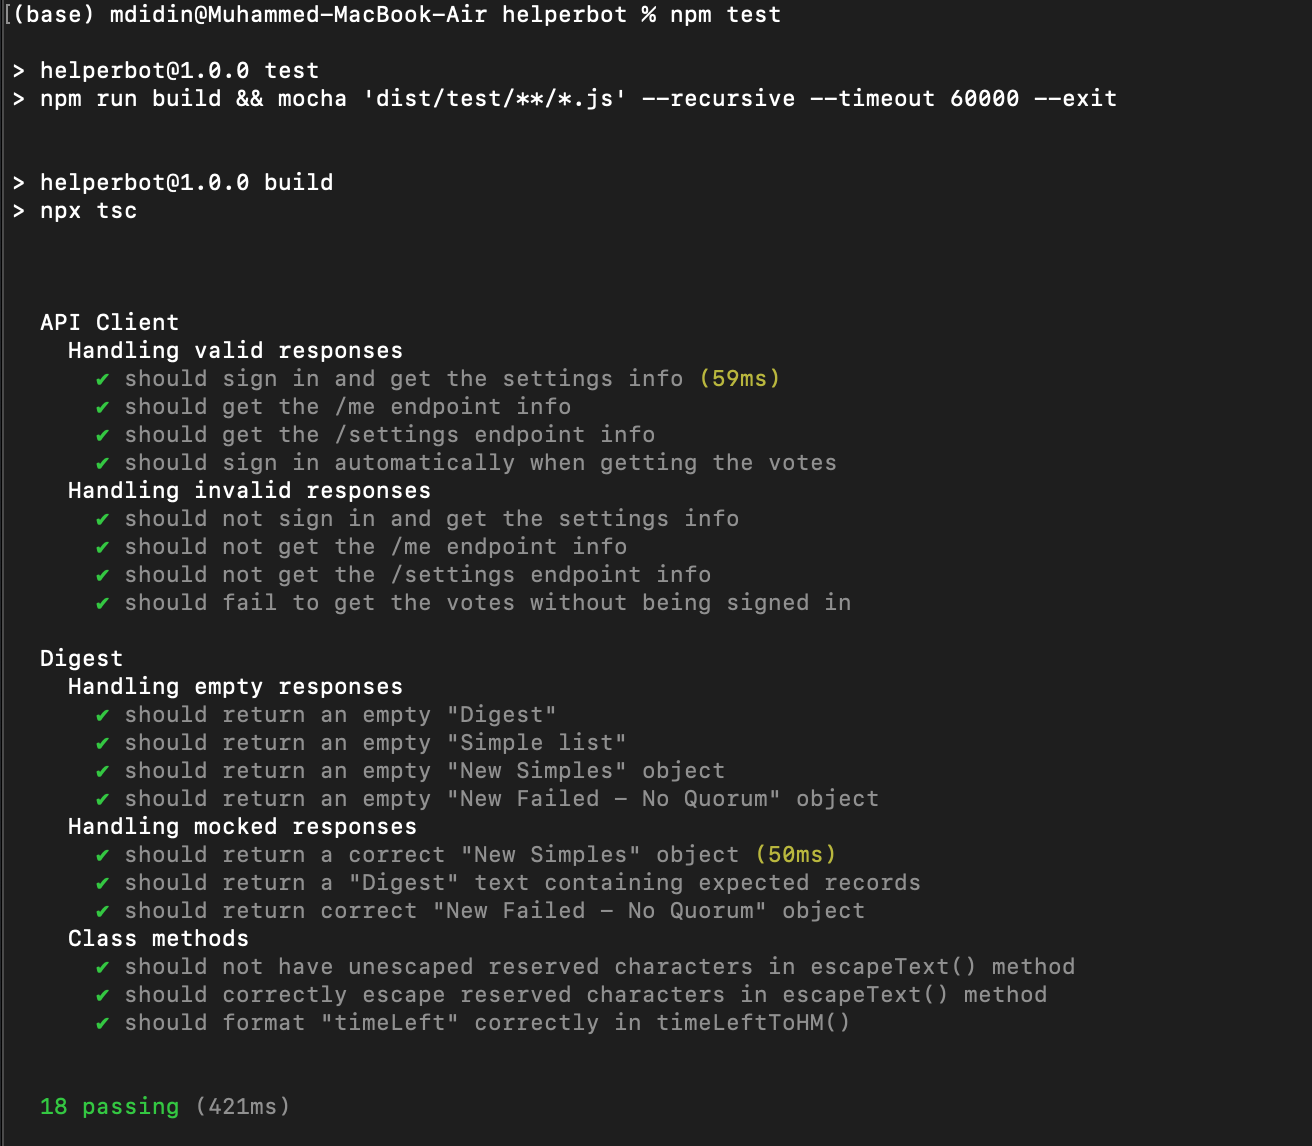 [(base) mdidin@Muhammed-MacBook-Air helperbot % npm test
> helperbot@1.0.0 test
> npm run build && mocha 'dist/test/**/*.js' --recursive --timeout 60000 --exit
> helperbot@1.0.0 build
> npx tsc
API Client
Handling valid responses
✔ should sign in and get the settings info (59ms)
✔ should get the /me endpoint info
✔ should get the /settings endpoint info
✔ should sign in automatically when getting the votes
Handling invalid responses
✔ should not sign in and get the settings info
✔ should not get the /me endpoint info
✔ should not get the /settings endpoint info
✔ should fail to get the votes without being signed in
Digest
Handling empty responses
✔ should return an empty "Digest"
✔ should return an empty "Simple list"
✔ should return an empty "New Simples" object
✔ should return an empty "New Failed – No Quorum" object
Handling mocked responses
✔ should return a correct "New Simples" object (50ms)
✔ should return a "Digest" text containing expected records
✔ should return correct "New Failed – No Quorum" object
Class methods
✔ should not have unescaped reserved characters in escapeText() method
✔ should correctly escape reserved characters in escapeText() method
✔ should format "timeLeft" correctly in timeLeftToHM()
18 passing (421ms)